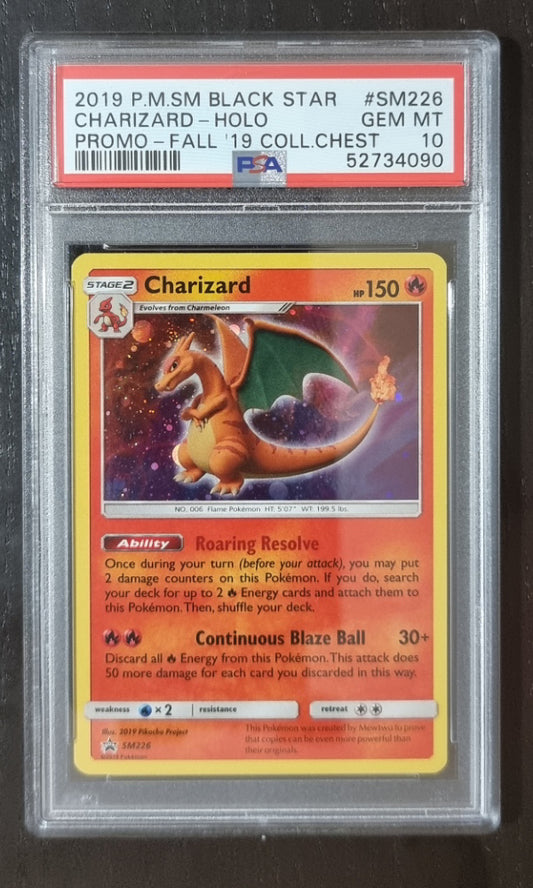 2019 P.M.SM BLACK STAR #SM226
CHARIZARD - HOLO GEM MT
PROMO - FALL '19 COLL.CHEST 10
PSA 52734090
STAGE 2 Charizard HP 150
Evolves from Charmeleon
NO. 006 Flame Pokémon HT: 5'07" WT: 199.5 lbs.
Ability Roaring Resolve
Once during your turn (before your attack), you may put
2 damage counters on this Pokémon. If you do, search
your deck for up to 2 Energy cards and attach them to
this Pokémon. Then, shuffle your deck.
Continuous Blaze Ball 30+
Discard all Energy from this Pokémon. This attack does
50 more damage for each card you discarded in this way.
weakness ×2 resistance retreat
Illus. 2019 Pikachu Project
SM226
©2019 Pokémon
This Pokémon was created by Mewtwo to prove
that copies can be even more powerful than
their originals.